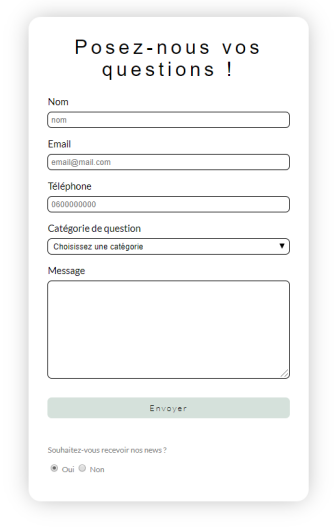 Posez-nous vos
questions !
Nom
nom
Email
email@mail.com
Téléphone
0600000000
Catégorie de question
Choisissez une catégorie
Message
Envoyer
Souhaitez-vous recevoir nos news ?
Oui Non